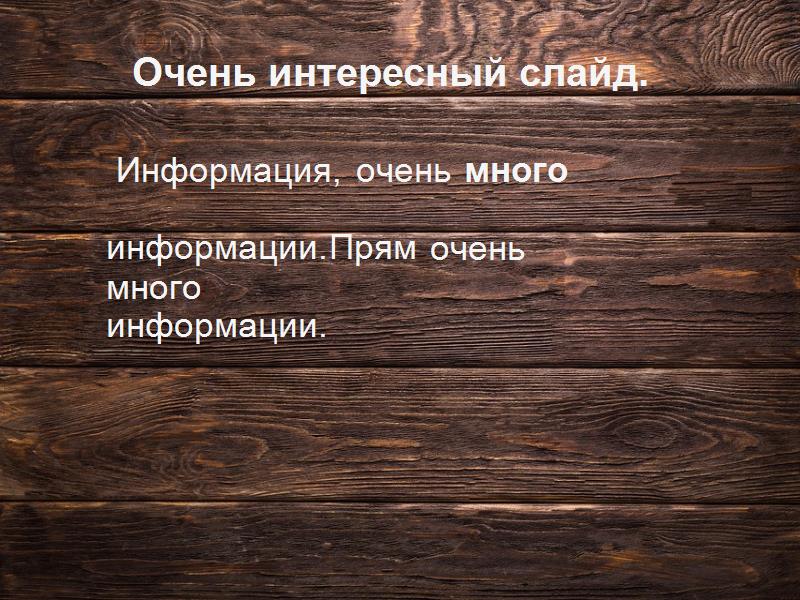 Очень интересный слайд.
Информация, очень много
информации.Прям очень
много
информации.